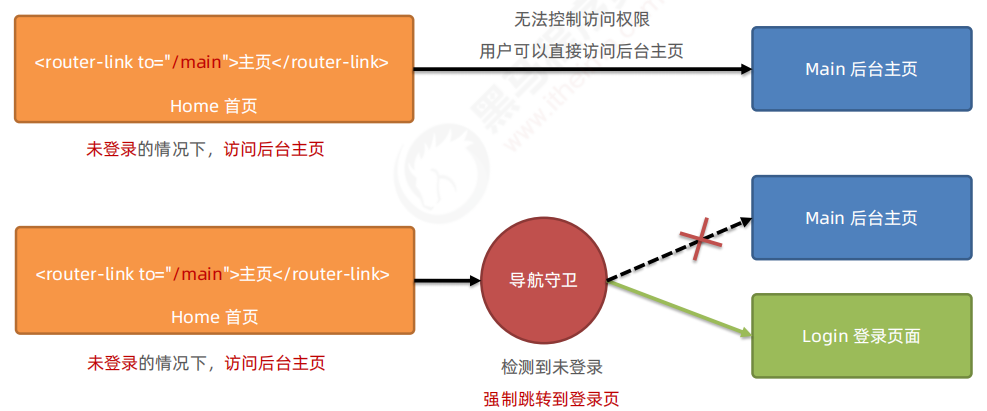 无法控制访问权限
用户可以直接访问后台主页
<router-link to="/main">主页</router-link>
Home 首页
Main 后台主页
未登录的情况下，访问后台主页
<router-link to="/main">主页</router-link>
Home 首页
导航守卫
Main 后台主页
Login 登录页面
未登录的情况下，访问后台主页
检测到未登录
强制跳转到登录页